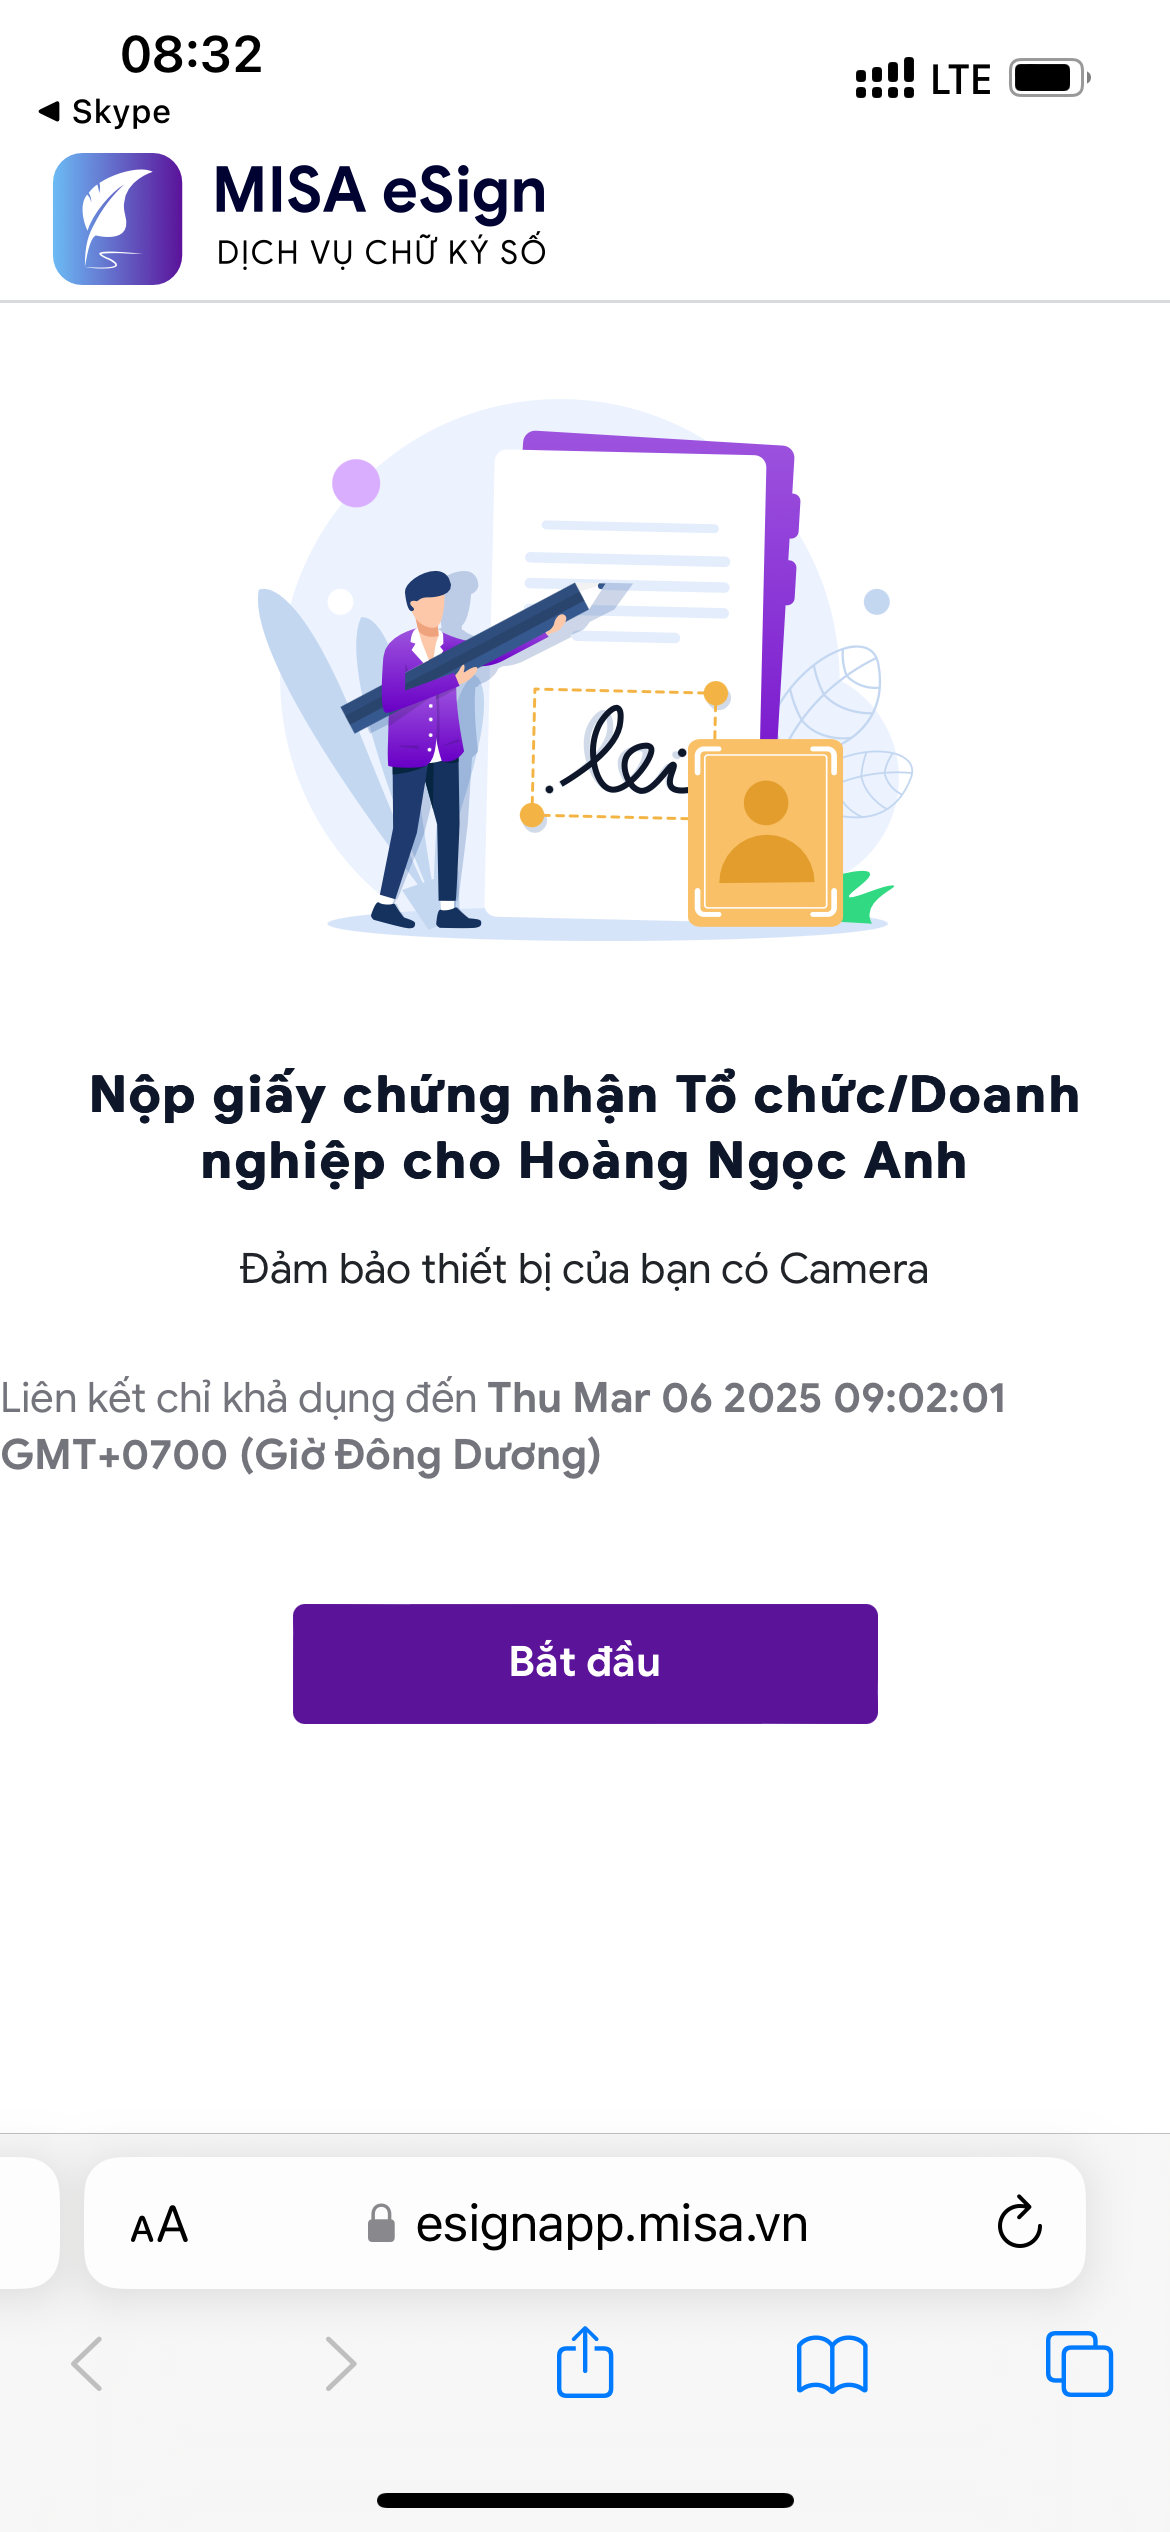 08:32
LTE
◀ Skype
MISA eSign
DỊCH VỤ CHỮ KÝ SỐ
.lei
Nộp giấy chứng nhận Tổ chức/Doanh
nghiệp cho Hoàng Ngọc Anh
Đảm bảo thiết bị của bạn có Camera
Liên kết chỉ khả dụng đến Thu Mar 06 2025 09:02:01
GMT+0700 (Giờ Đông Dương)
Bắt đầu
AA
esignapp.misa.vn